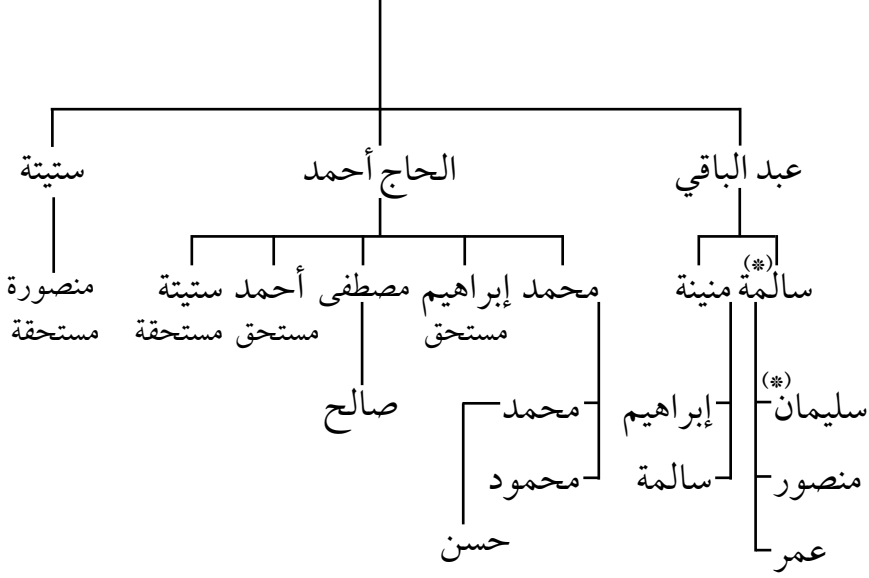 عبد الباقي الحاج أحمد ستيتة
سالمة(*) منينة محمد إبراهيم مصطفى أحمد ستيتة منصورة
مستحق مستحق مستحقة مستحقة
سليمان(*) إبراهيم محمد صالح
منصور سالمة محمود
عمر حسن